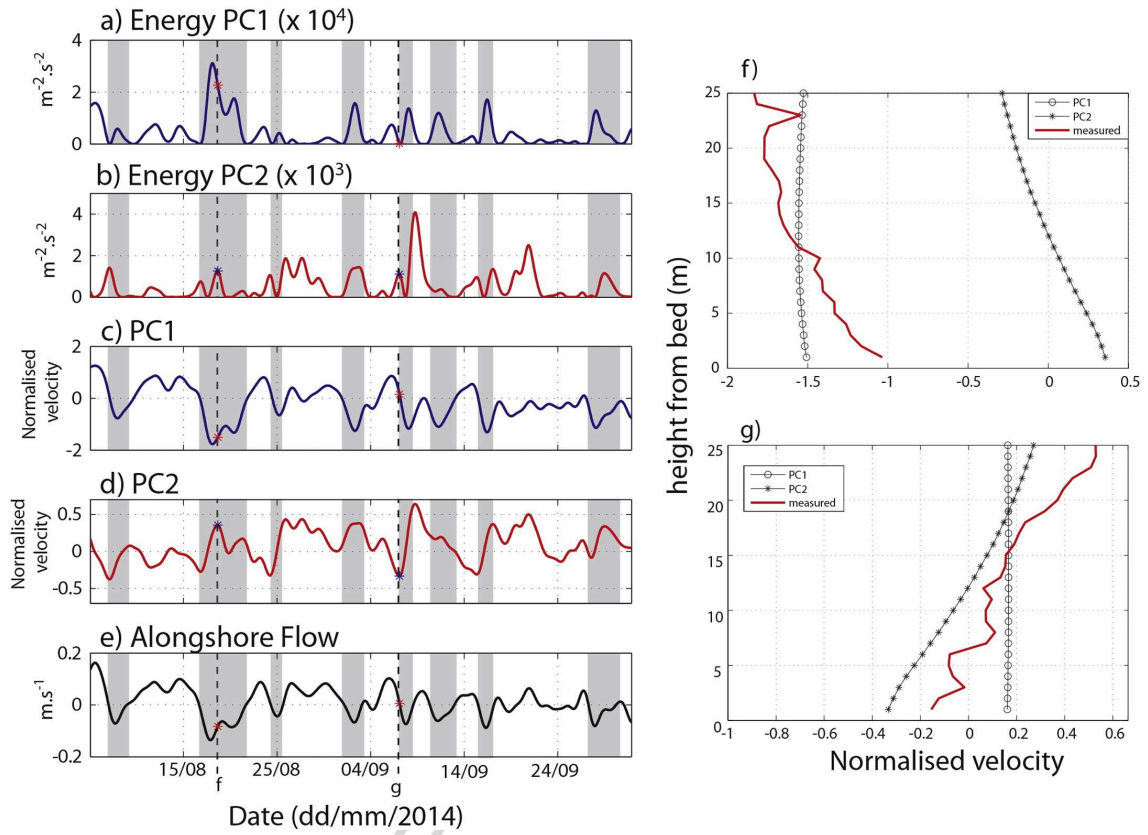 a) Energy PC1 (x 10⁴)
m⁻².s⁻²
4
2
0
b) Energy PC2 (x 10³)
m⁻².s⁻²
4
2
0
c) PC1
Normalised
velocity
2
0
-2
d) PC2
Normalised
velocity
0.5
0
-0.5
e) Alongshore Flow
m.s⁻¹
0.2
0
-0.2
15/08 25/08 04/09 14/09 24/09
f g
Date (dd/mm/2014)
f)
height from bed (m)
25
20
15
10
5
0
PC1
PC2
measured
-2 -1.5 -1 -0.5 0 0.5
g)
25
20
15
10
5
0
PC1
PC2
measured
-1 -0.8 -0.6 -0.4 -0.2 0 0.2 0.4 0.6
Normalised velocity